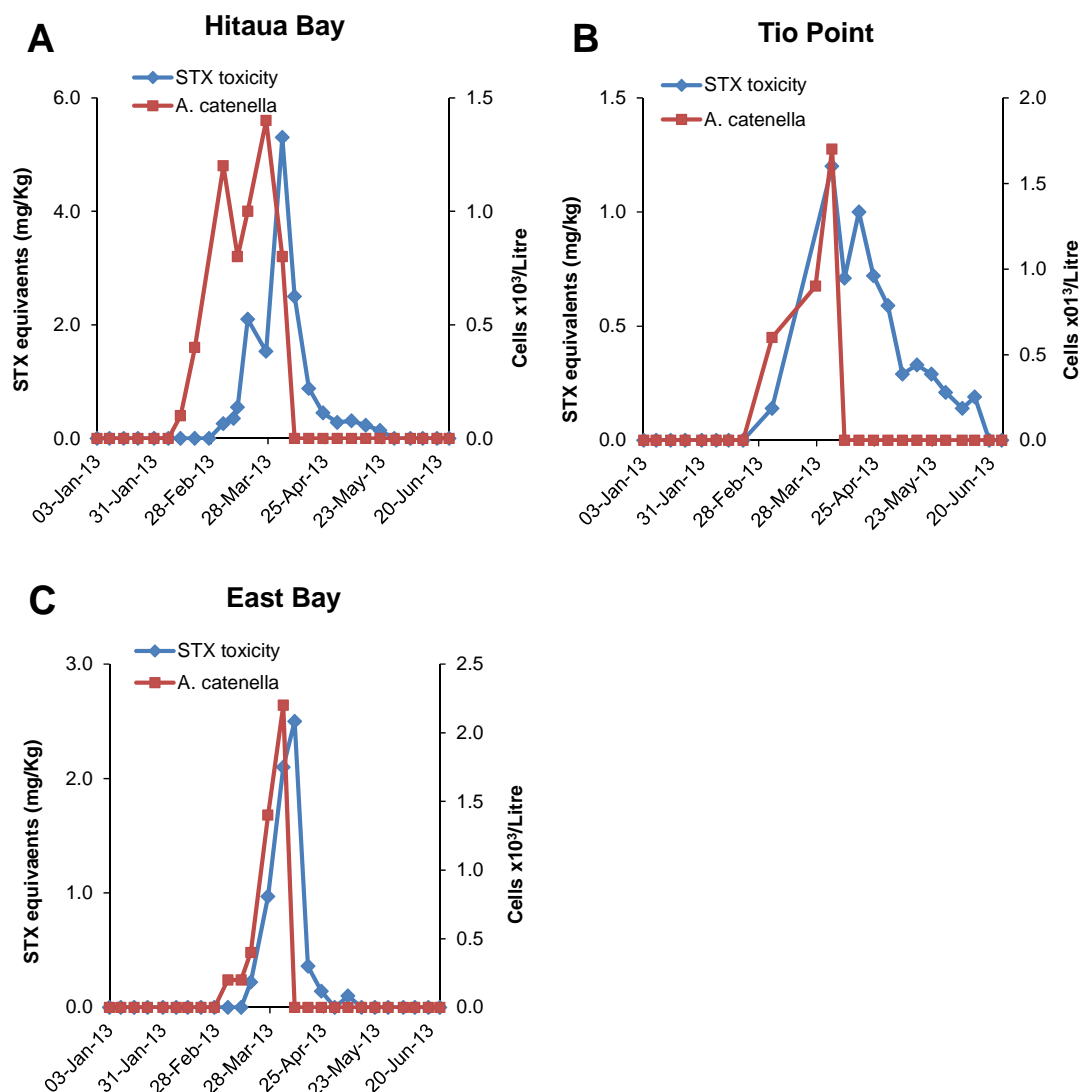 A
Hitaua Bay
STX toxicity
A. catenella
6.0
4.0
2.0
0.0
STX equivaents (mg/Kg)
1.5
1.0
0.5
0.0
Cells x10³/Litre
03-Jan-13
31-Jan-13
28-Feb-13
28-Mar-13
25-Apr-13
23-May-13
20-Jun-13
B
Tio Point
STX toxicity
A. catenella
1.5
1.0
0.5
0.0
STX equivalents (mg/kg)
2.0
1.5
1.0
0.5
0.0
Cells x01³/Litre
03-Jan-13
31-Jan-13
28-Feb-13
28-Mar-13
25-Apr-13
23-May-13
20-Jun-13
C
East Bay
STX toxicity
A. catenella
3.0
2.0
1.0
0.0
STX equivaents (mg/Kg)
2.5
2.0
1.5
1.0
0.5
0.0
Cells x10³/Litre
03-Jan-13
31-Jan-13
28-Feb-13
28-Mar-13
25-Apr-13
23-May-13
20-Jun-13